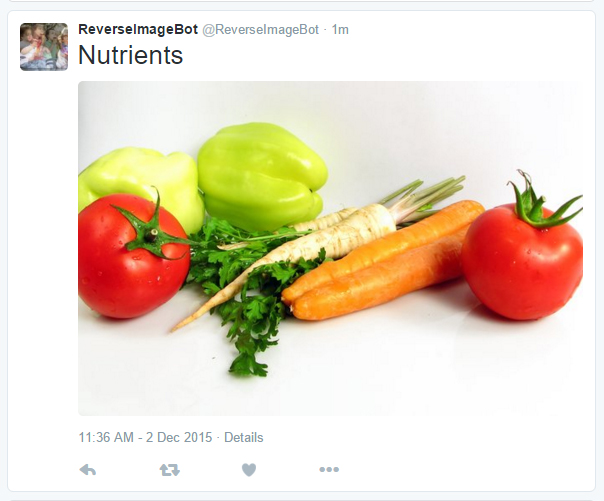 ReverseImageBot @ReverseImageBot · 1m
Nutrients
11:36 AM - 2 Dec 2015 · Details